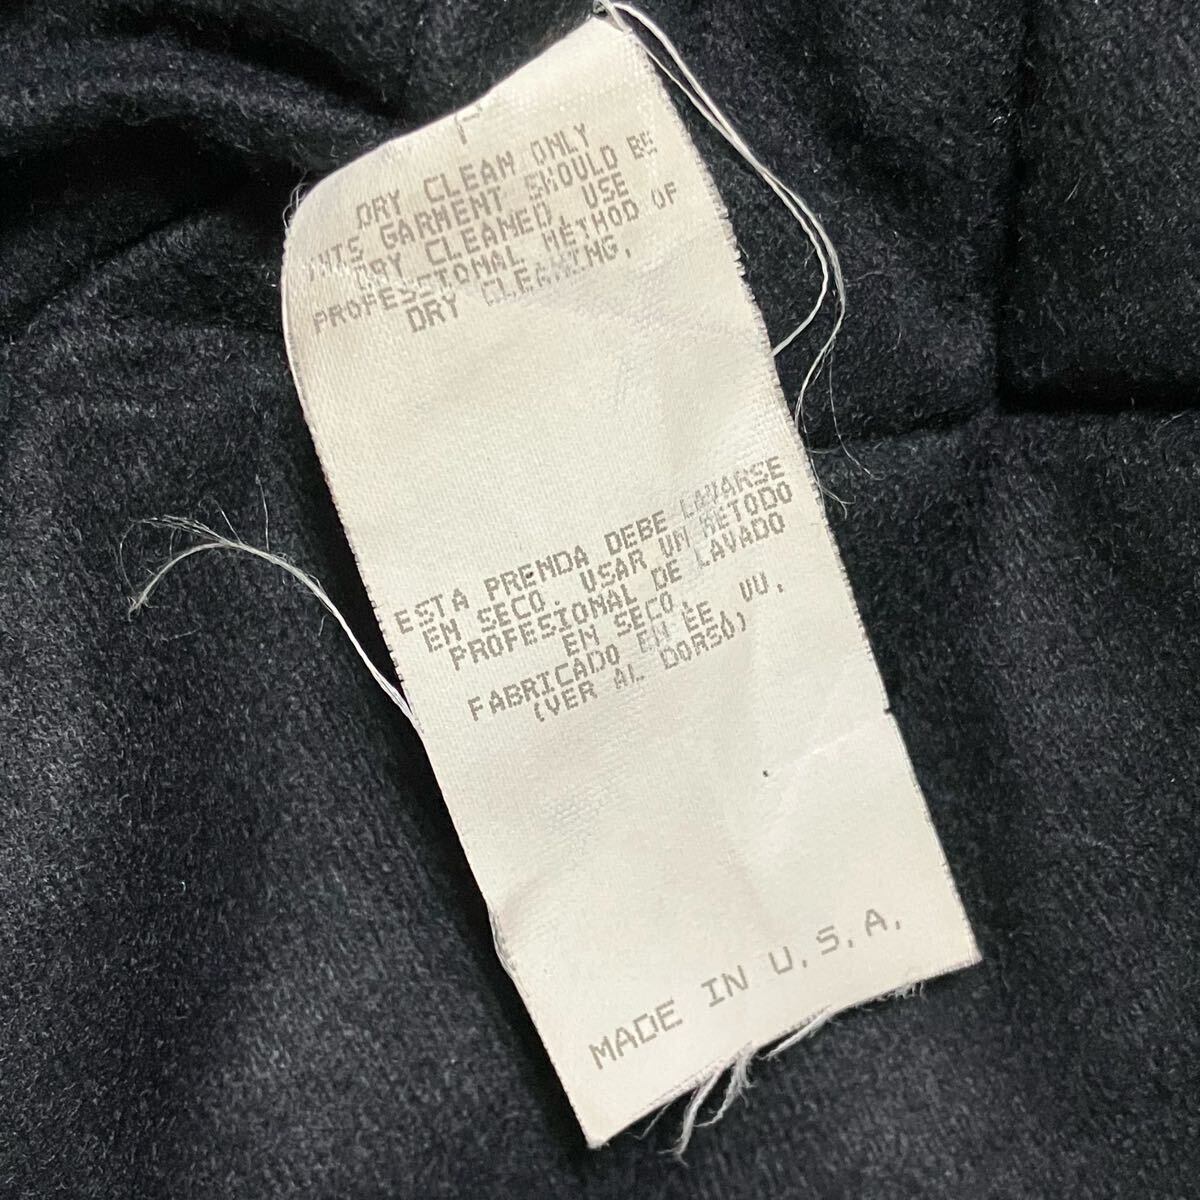 DRY CLEAN ONLY
THIS GARMENT SHOULD BE
DRY CLEANED. USE
PROFESSIONAL METHOD OF
DRY CLEANING.
ESTA PRENDA DEBE LAVARSE
EN SECO. USAR UN METODO
PROFESIONAL DE LAVADO
EN SECO.
FABRICADO EN EE. UU.
(VER AL DORSO)
MADE IN U.S.A.